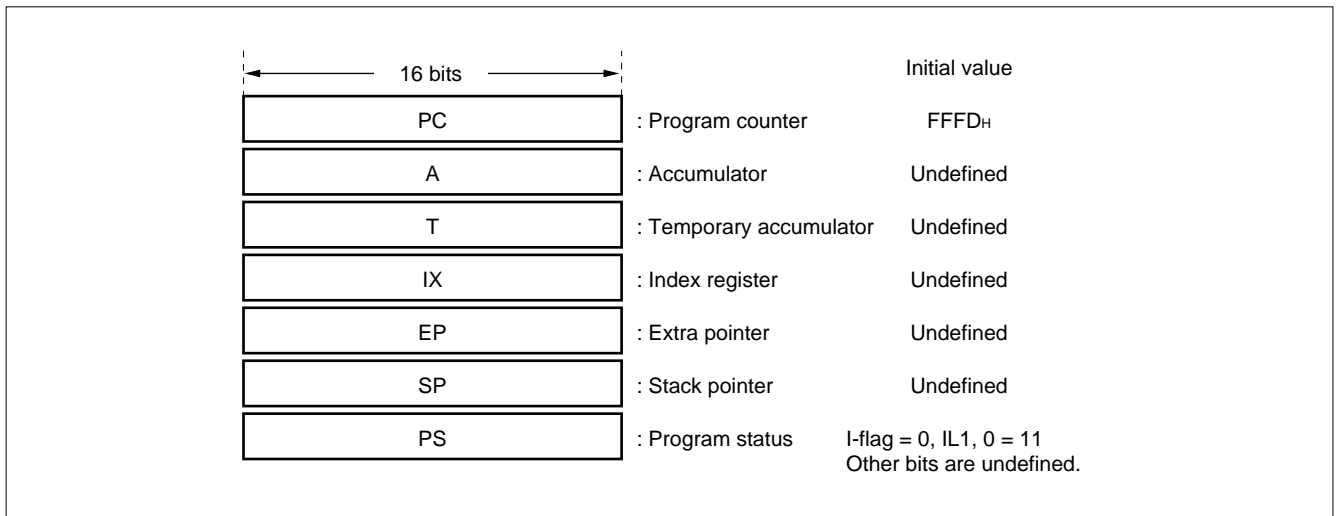 16 bits Initial value
PC : Program counter FFFDH
A : Accumulator Undefined
T : Temporary accumulator Undefined
IX : Index register Undefined
EP : Extra pointer Undefined
SP : Stack pointer Undefined
PS : Program status I-flag = 0, IL1, 0 = 11
Other bits are undefined.